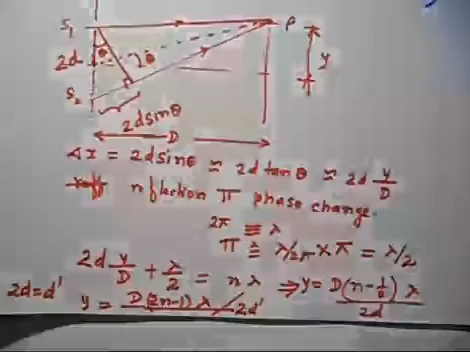 S₁ P
2d θ θ y
S₂
2d sinθ
D
Δx = 2d sinθ ≈ 2d tanθ ≈ 2d y/D
reflection π phase change.
2π ≡ λ
π ≙ λ/2π × π = λ/2
2d y/D + λ/2 = nλ ⇒ y = D(n-½)λ/2d
2d=d' y = D(2n-1)λ/2d'